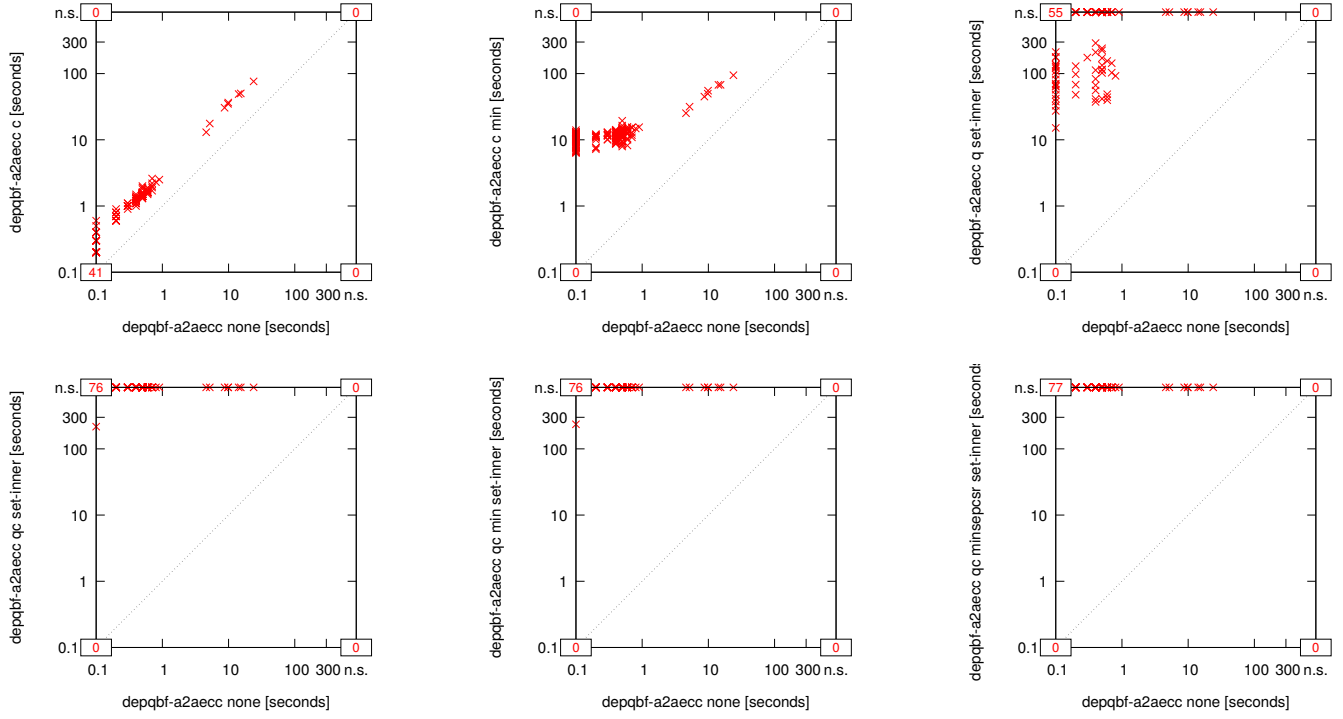 n.s. 0 0
300
100
10
1
0.1
41 0
0.1 1 10 100 300 n.s.
depqbf-a2aecc c [seconds]
depqbf-a2aecc none [seconds]
n.s. 0 0
300
100
10
1
0.1
0 0
0.1 1 10 100 300 n.s.
depqbf-a2aecc c min [seconds]
depqbf-a2aecc none [seconds]
n.s. 55 0
300
100
10
1
0.1
0 0
0.1 1 10 100 300 n.s.
depqbf-a2aecc q set-inner [seconds]
depqbf-a2aecc none [seconds]
n.s. 76 0
300
100
10
1
0.1
0 0
0.1 1 10 100 300 n.s.
depqbf-a2aecc qc set-inner [seconds]
depqbf-a2aecc none [seconds]
n.s. 76 0
300
100
10
1
0.1
0 0
0.1 1 10 100 300 n.s.
depqbf-a2aecc qc min set-inner [seconds]
depqbf-a2aecc none [seconds]
n.s. 77 0
300
100
10
1
0.1
0 0
0.1 1 10 100 300 n.s.
depqbf-a2aecc qc minsepcsr set-inner [second
depqbf-a2aecc none [seconds]